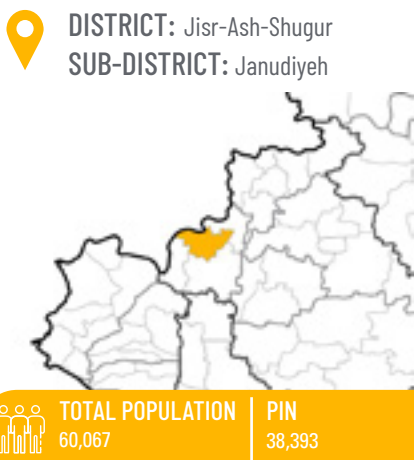 DISTRICT: Jisr-Ash-Shugur
SUB-DISTRICT: Janudiyeh
TOTAL POPULATION PIN
60,067 38,393